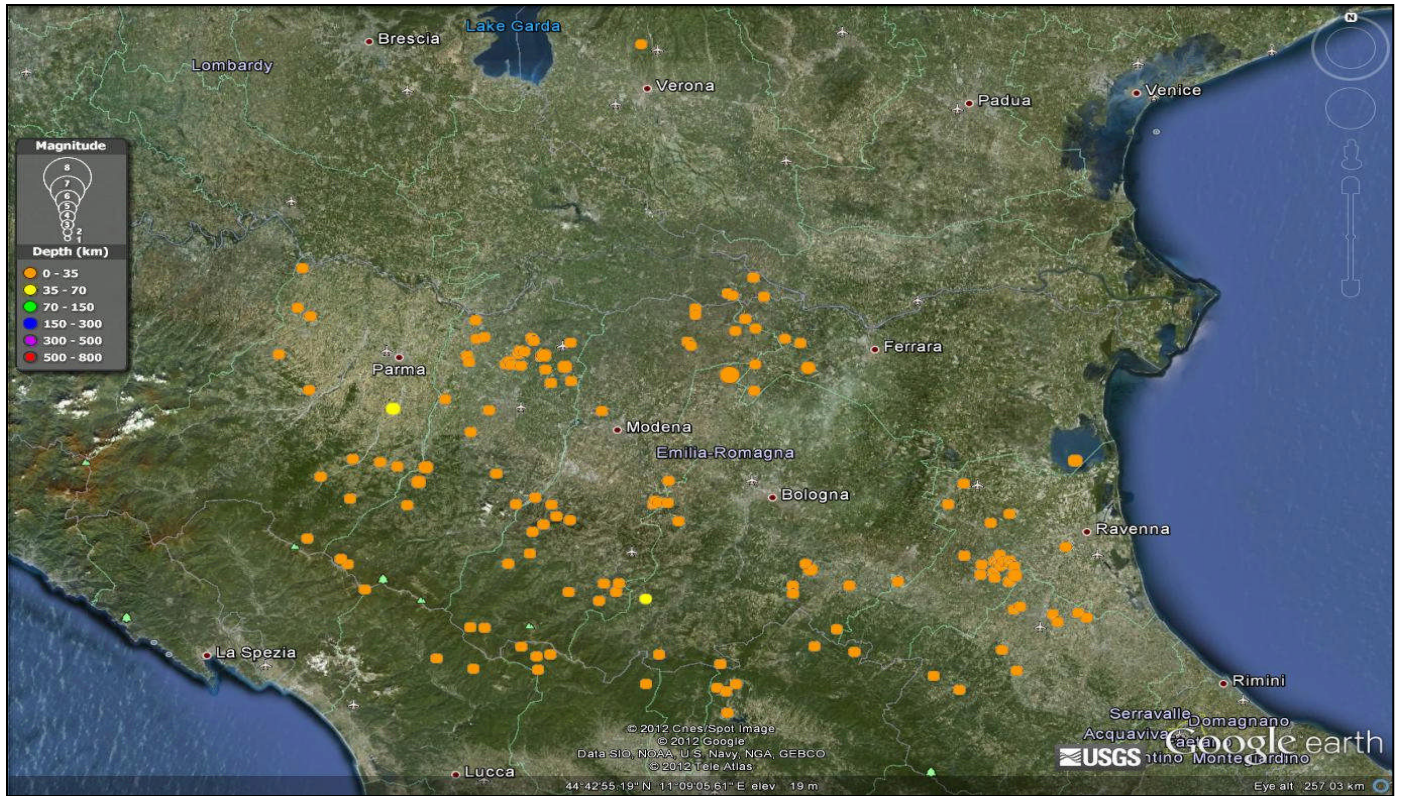 Lake Garda
Brescia
N
Lombardy
Verona
Padua
Venice
Magnitude
8
7
6
5
4
3
2
1
Depth (km)
0 - 35
35 - 70
70 - 150
150 - 300
300 - 500
500 - 800
Parma
Ferrara
Modena
Emilia-Romagna
Bologna
Ravenna
La Spezia
Rimini
Serravalle
Domagnano
Acquaviva
Montegiardino
© 2012 Cnes/Spot Image
© 2012 Google
Data SIO, NOAA, U.S. Navy, NGA, GEBCO
© 2012 Tele Atlas
USGS
Google earth
Lucca
44°42'55.19" N 11°09'05.61" E elev 19 m
Eye alt 257.03 km